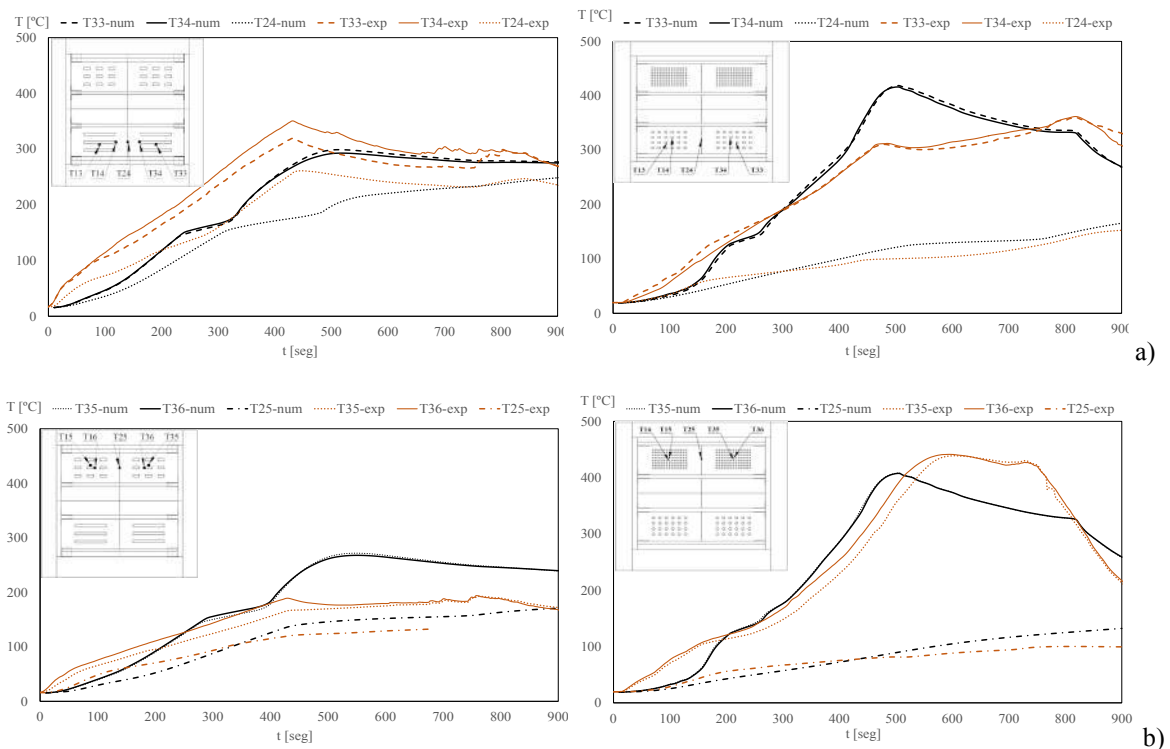 T [ºC] T33-num T34-num T24-num T33-exp T34-exp T24-exp
500
400
300
200
100
0
T13 T14 T24 T34 T33
0 100 200 300 400 500 600 700 800 900
t [seg]
T [ºC] T33-num T34-num T24-num T33-exp T34-exp T24-exp
500
400
300
200
100
0
T13 T14 T24 T34 T33
0 100 200 300 400 500 600 700 800 900
t [seg]
a)
T [ºC] T35-num T36-num T25-num T35-exp T36-exp T25-exp
500
400
300
200
100
0
T15 T16 T25 T36 T35
0 100 200 300 400 500 600 700 800 900
t [seg]
T [ºC] T35-num T36-num T25-num T35-exp T36-exp T25-exp
500
400
300
200
100
0
T25 T35 T36
0 100 200 300 400 500 600 700 800 900
t [seg]
b)